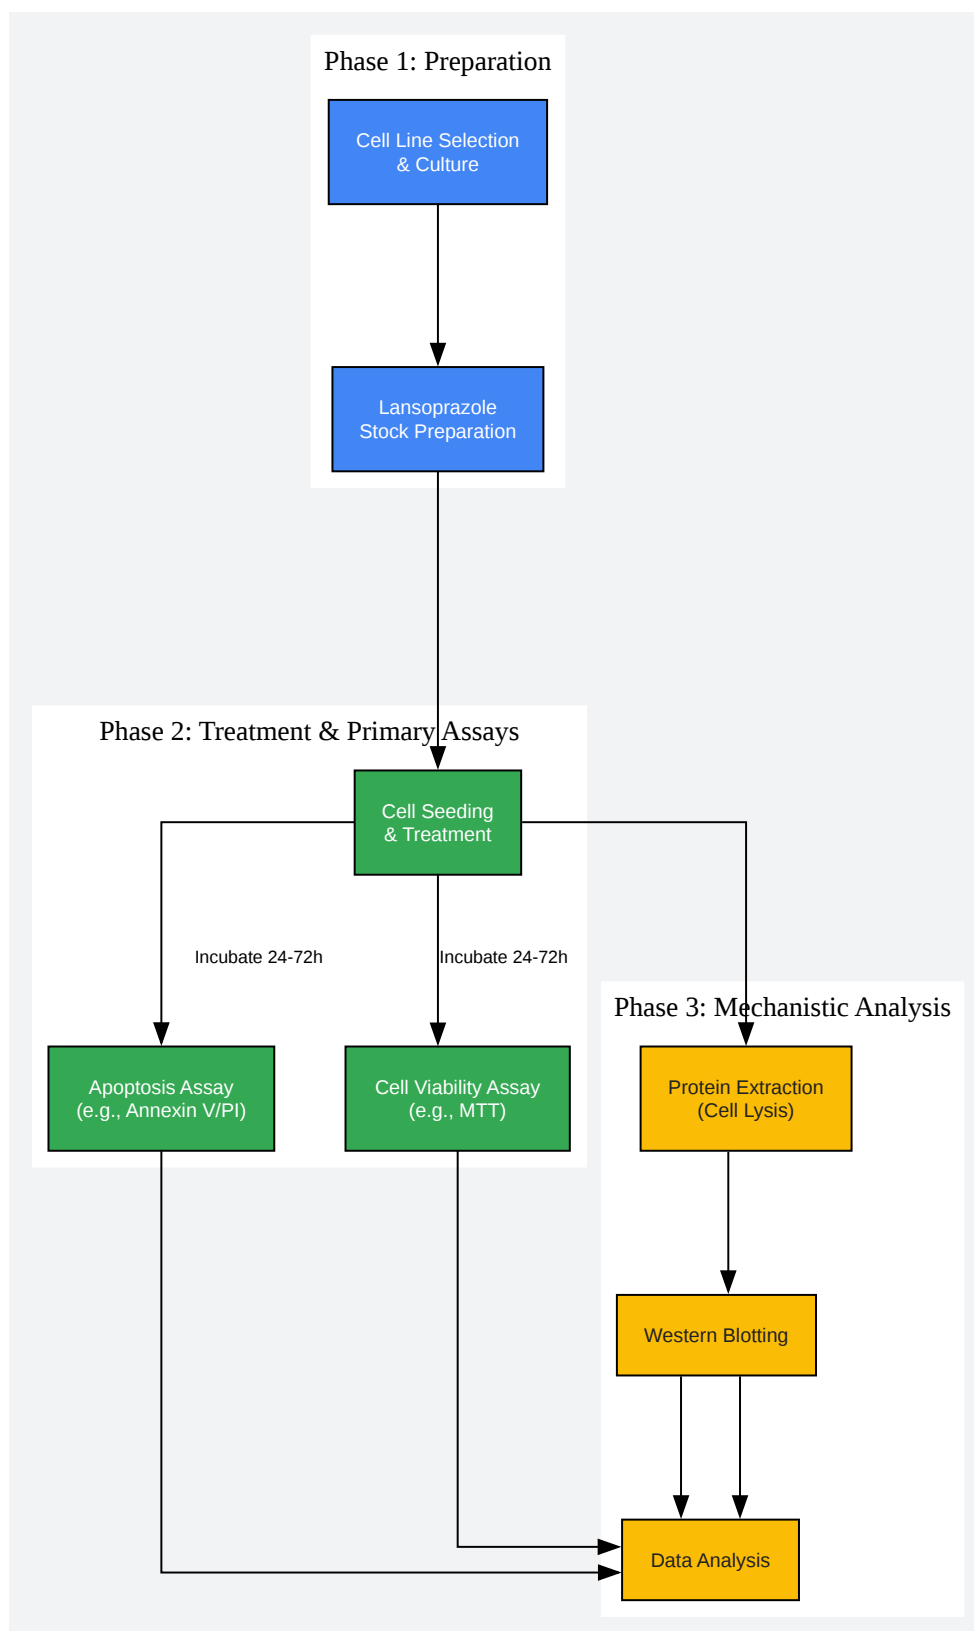 Phase 1: Preparation
Cell Line Selection
& Culture
Lansoprazole
Stock Preparation
Phase 2: Treatment & Primary Assays
Cell Seeding
& Treatment
Incubate 24-72h
Incubate 24-72h
Phase 3: Mechanistic Analysis
Apoptosis Assay
(e.g., Annexin V/PI)
Cell Viability Assay
(e.g., MTT)
Protein Extraction
(Cell Lysis)
Western Blotting
Data Analysis